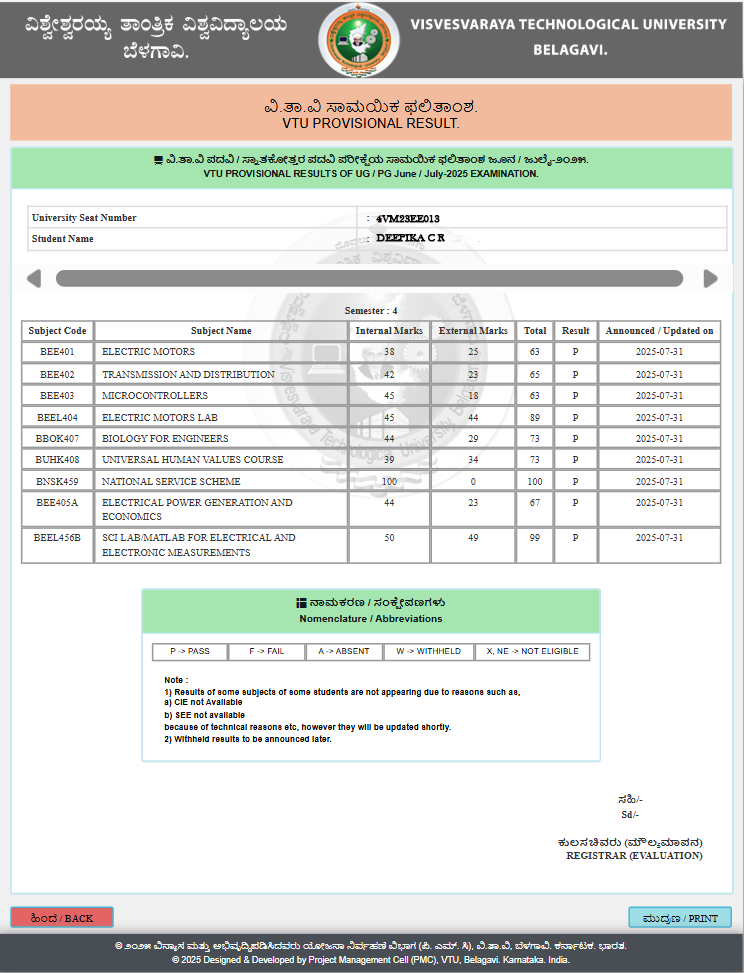 ವಿಶ್ವೇಶ್ವರಯ್ಯ ತಾಂತ್ರಿಕ ವಿಶ್ವವಿದ್ಯಾಲಯ
ಬೆಳಗಾವಿ.
VISVESVARAYA TECHNOLOGICAL UNIVERSITY
BELAGAVI.
ವಿ.ತಾ.ವಿ ಸಾಮಯಿಕ ಫಲಿತಾಂಶ.
VTU PROVISIONAL RESULT.
ವಿ.ತಾ.ವಿ ಪದವಿ / ಸ್ನಾತಕೋತ್ತರ ಪದವಿ ಪರೀಕ್ಷೆಯ ಸಾಮಯಿಕ ಫಲಿತಾಂಶ ಜೂನ / ಜುಲೈ-೨೦೨೫.
VTU PROVISIONAL RESULTS OF UG / PG June / July-2025 EXAMINATION.
University Seat Number : 4VM23EE013
Student Name : DEEPIKA C R
Semester : 4
Subject Code Subject Name Internal Marks External Marks Total Result Announced / Updated on
BEE401 ELECTRIC MOTORS 38 25 63 P 2025-07-31
BEE402 TRANSMISSION AND DISTRIBUTION 42 23 65 P 2025-07-31
BEE403 MICROCONTROLLERS 45 18 63 P 2025-07-31
BEEL404 ELECTRIC MOTORS LAB 45 44 89 P 2025-07-31
BBOK407 BIOLOGY FOR ENGINEERS 44 29 73 P 2025-07-31
BUHK408 UNIVERSAL HUMAN VALUES COURSE 39 34 73 P 2025-07-31
BNSK459 NATIONAL SERVICE SCHEME 100 0 100 P 2025-07-31
BEE405A ELECTRICAL POWER GENERATION AND 44 23 67 P 2025-07-31
ECONOMICS
BEEL456B SCI LAB/MATLAB FOR ELECTRICAL AND 50 49 99 P 2025-07-31
ELECTRONIC MEASUREMENTS
Visvesvaraya Technological University, Belagavi
ನಾಮಕರಣ / ಸಂಕ್ಷೇಪಣಗಳು
Nomenclature / Abbreviations
P -> PASS F -> FAIL A -> ABSENT W -> WITHHELD X, NE -> NOT ELIGIBLE
Note :
1) Results of some subjects of some students are not appearing due to reasons such as,
a) CIE not Available
b) SEE not available
because of technical reasons etc, however they will be updated shortly.
2) Withheld results to be announced later.
ಸಹಿ/-
Sd/-
ಕುಲಸಚಿವರು (ಮೌಲ್ಯಮಾಪನ)
REGISTRAR (EVALUATION)
ಹಿಂದೆ / BACK
ಮುದ್ರಣ / PRINT
© ೨೦೨೫ ವಿನ್ಯಾಸ ಮತ್ತು ಅಭಿವೃದ್ಧಿಪಡಿಸಿದವರು ಯೋಜನಾ ನಿರ್ವಹಣೆ ವಿಭಾಗ (ಪಿ. ಎಮ್. ಸಿ), ವಿ.ತಾ.ವಿ, ಬೆಳಗಾವಿ. ಕರ್ನಾಟಕ. ಭಾರತ.
© 2025 Designed & Developed by Project Management Cell (PMC), VTU, Belagavi. Karnataka. India.